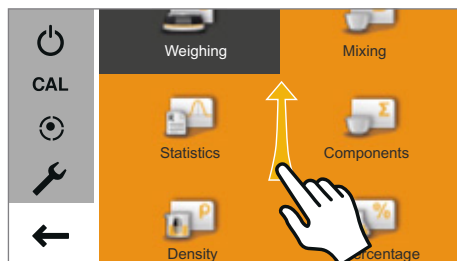 Weighing
Mixing
CAL
Σ
Statistics
Components
ρ
%
Density